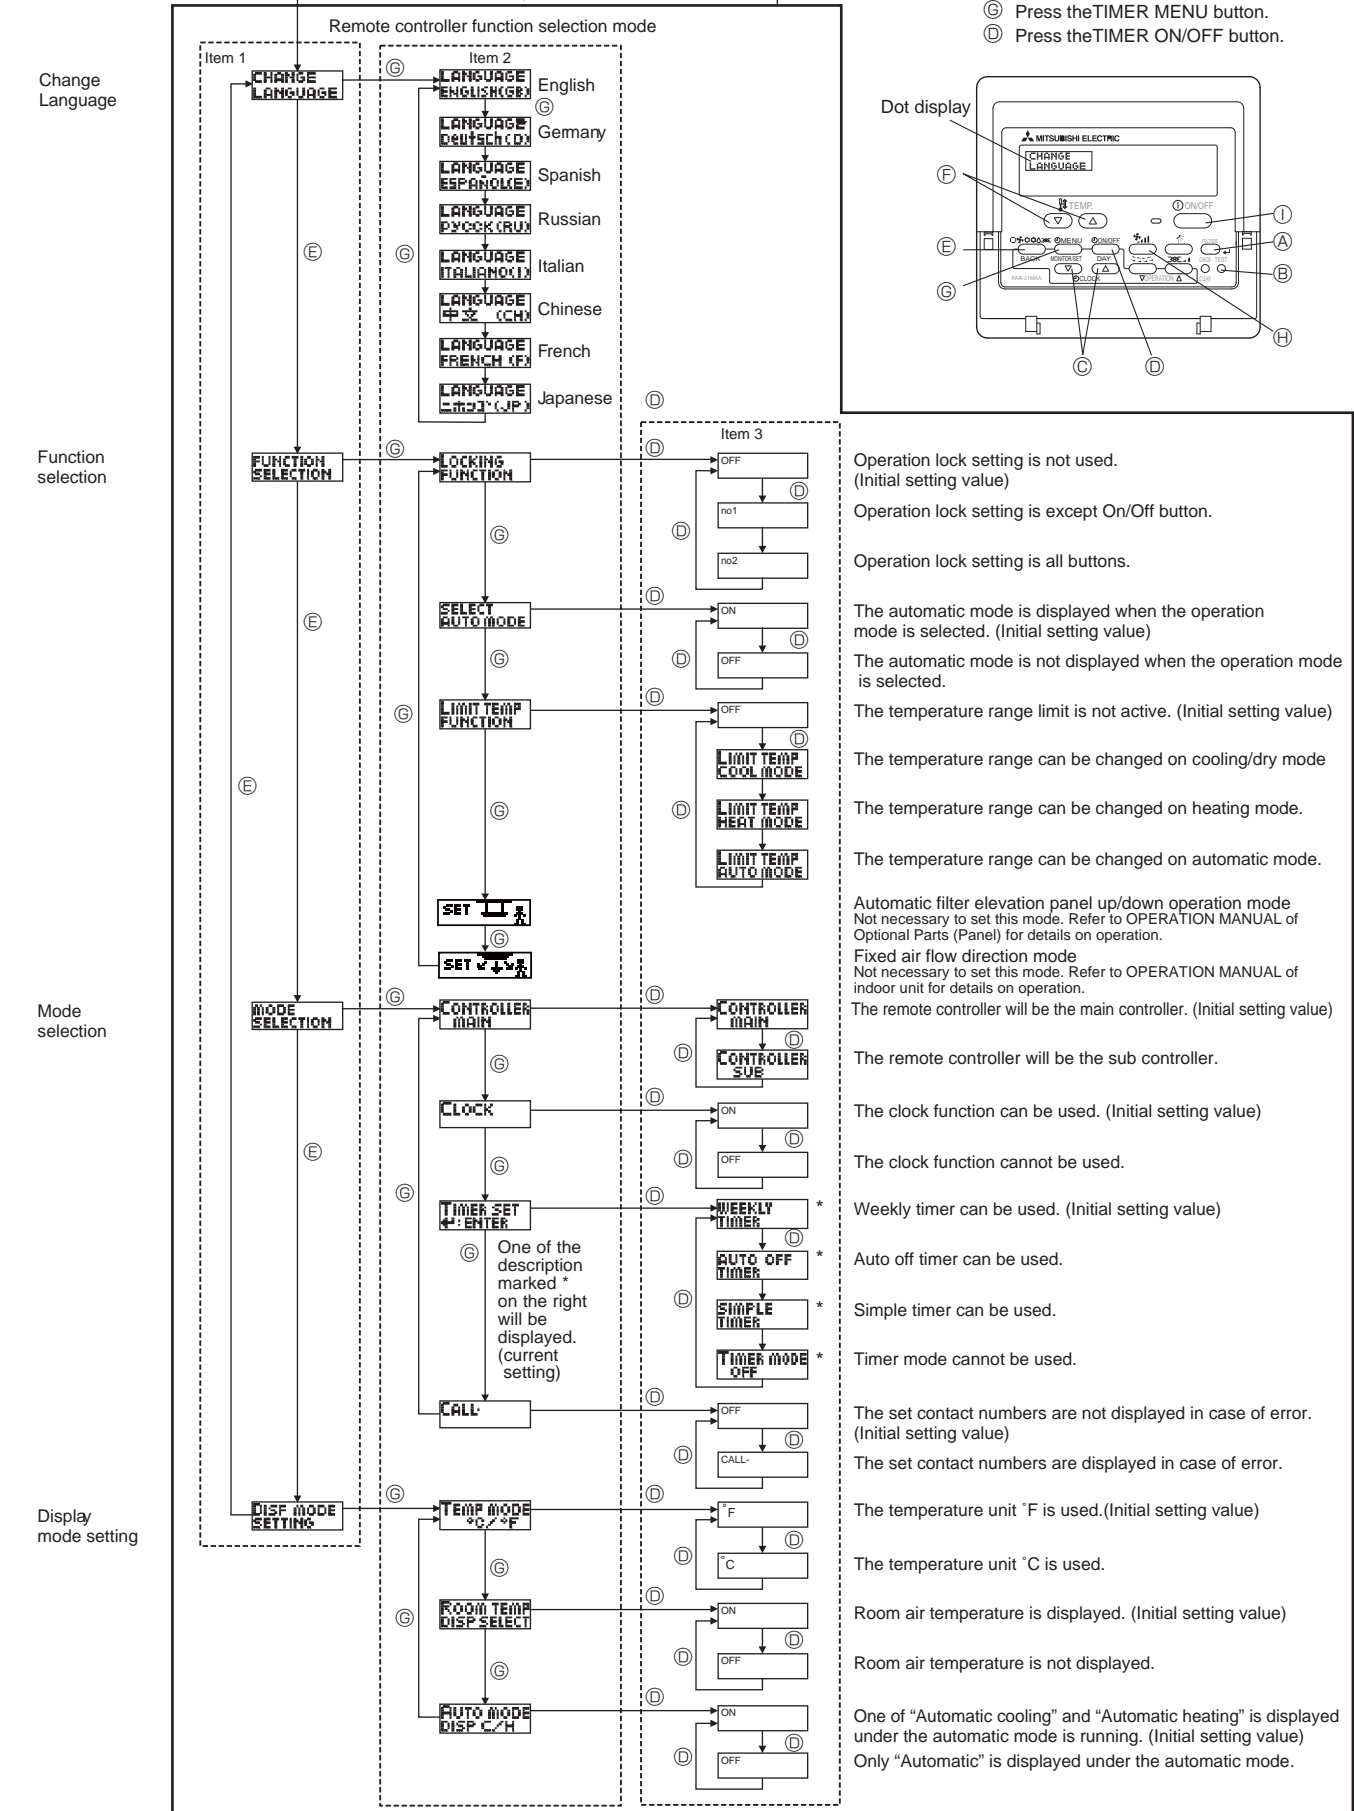 Ⓖ Press theTIMER MENU button.
Ⓓ Press theTIMER ON/OFF button.
Remote controller function selection mode
Item 1
Item 2
Change
Language
CHANGE
LANGUAGE
Ⓖ
LANGUAGE
ENGLISH(GB)
English
Ⓖ
LANGUAGE
Deutsch(D)
Germany
LANGUAGE
ESPAÑOL(E)
Spanish
LANGUAGE
РУССК(RU)
Russian
Ⓔ
Ⓖ
LANGUAGE
ITALIANO(I)
Italian
LANGUAGE
中文 (CH)
Chinese
LANGUAGE
FRENCH (F)
French
LANGUAGE
ニホンゴ(JP)
Japanese
Ⓓ
Dot display
MITSUBISHI ELECTRIC
CHANGE
LANGUAGE
Ⓕ
TEMP.
ON/OFF
Ⓘ
Ⓔ
MENU
ON/OFF
FILTER
Ⓐ
BACK
MONITOR/SET
DAY
CHECK
TEST
Ⓑ
PAR-21MAA
CLOCK
OPERATION
CLEAR
Ⓖ
Ⓗ
Ⓒ
Ⓓ
Item 3
Function
selection
FUNCTION
SELECTION
Ⓖ
LOCKING
FUNCTION
Ⓓ
OFF
Operation lock setting is not used.
(Initial setting value)
Ⓓ
no1
Operation lock setting is except On/Off button.
Ⓖ
Ⓓ
no2
Operation lock setting is all buttons.
Ⓔ
SELECT
AUTO MODE
Ⓓ
ON
The automatic mode is displayed when the operation
mode is selected. (Initial setting value)
Ⓓ
Ⓖ
Ⓓ
OFF
The automatic mode is not displayed when the operation mode
is selected.
Ⓖ
LIMIT TEMP
FUNCTION
Ⓓ
OFF
The temperature range limit is not active. (Initial setting value)
Ⓓ
LIMIT TEMP
COOL MODE
The temperature range can be changed on cooling/dry mode
Ⓔ
Ⓖ
Ⓓ
LIMIT TEMP
HEAT MODE
The temperature range can be changed on heating mode.
LIMIT TEMP
AUTO MODE
The temperature range can be changed on automatic mode.
SET
Automatic filter elevation panel up/down operation mode
Not necessary to set this mode. Refer to OPERATION MANUAL of
Optional Parts (Panel) for details on operation.
Ⓖ
SET
Fixed air flow direction mode
Not necessary to set this mode. Refer to OPERATION MANUAL of
indoor unit for details on operation.
Mode
selection
MODE
SELECTION
Ⓖ
CONTROLLER
MAIN
Ⓓ
CONTROLLER
MAIN
The remote controller will be the main controller. (Initial setting value)
Ⓓ
Ⓖ
Ⓓ
CONTROLLER
SUB
The remote controller will be the sub controller.
CLOCK
Ⓓ
ON
The clock function can be used. (Initial setting value)
Ⓓ
Ⓔ
Ⓖ
Ⓓ
OFF
The clock function cannot be used.
Ⓖ
TIMER SET
↵:ENTER
Ⓓ
WEEKLY
TIMER
*
Weekly timer can be used. (Initial setting value)
Ⓓ
Ⓖ
One of the
description
marked *
on the right
will be
displayed.
(current
setting)
AUTO OFF
TIMER
*
Auto off timer can be used.
Ⓓ
SIMPLE
TIMER
*
Simple timer can be used.
TIMER MODE
OFF
*
Timer mode cannot be used.
CALL-
Ⓓ
OFF
The set contact numbers are not displayed in case of error.
(Initial setting value)
Ⓓ
Ⓓ
CALL-
The set contact numbers are displayed in case of error.
Display
mode setting
DISP MODE
SETTING
Ⓖ
TEMP MODE
°C/°F
Ⓓ
°F
The temperature unit °F is used.(Initial setting value)
Ⓓ
Ⓖ
Ⓓ
°C
The temperature unit °C is used.
Ⓖ
ROOM TEMP
DISP SELECT
Ⓓ
ON
Room air temperature is displayed. (Initial setting value)
Ⓓ
Ⓖ
Ⓓ
OFF
Room air temperature is not displayed.
AUTO MODE
DISP C/H
Ⓓ
ON
One of “Automatic cooling” and “Automatic heating” is displayed
under the automatic mode is running. (Initial setting value)
Ⓓ
Ⓓ
OFF
Only “Automatic” is displayed under the automatic mode.